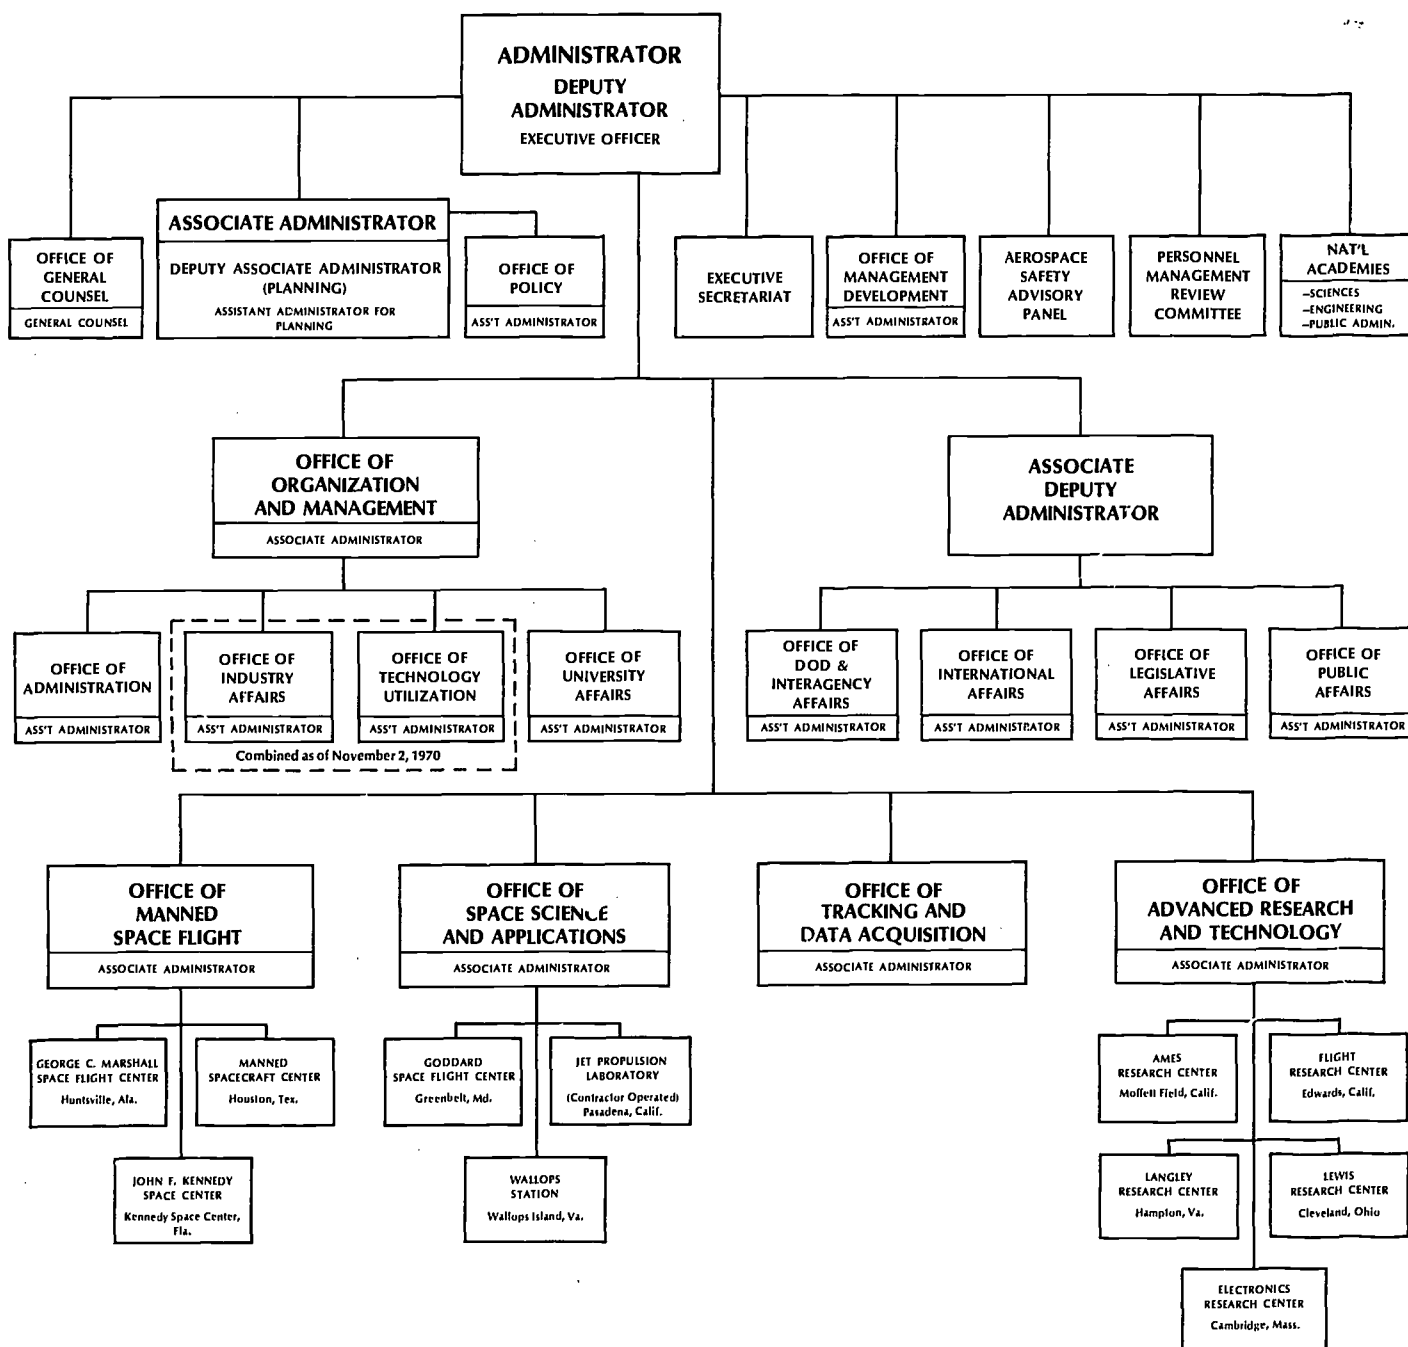 ADMINISTRATOR
DEPUTY
ADMINISTRATOR
EXECUTIVE OFFICER
OFFICE OF
GENERAL
COUNSEL
GENERAL COUNSEL
ASSOCIATE ADMINISTRATOR
DEPUTY ASSOCIATE ADMINISTRATOR
(PLANNING)
ASSISTANT ADMINISTRATOR FOR
PLANNING
OFFICE OF
POLICY
ASS'T ADMINISTRATOR
EXECUTIVE
SECRETARIAT
OFFICE OF
MANAGEMENT
DEVELOPMENT
ASS'T ADMINISTRATOR
AEROSPACE
SAFETY
ADVISORY
PANEL
PERSONNEL
MANAGEMENT
REVIEW
COMMITTEE
NAT'L
ACADEMIES
–SCIENCES
–ENGINEERING
–PUBLIC ADMIN.
OFFICE OF
ORGANIZATION
AND MANAGEMENT
ASSOCIATE ADMINISTRATOR
ASSOCIATE
DEPUTY
ADMINISTRATOR
OFFICE OF
ADMINISTRATION
ASS'T ADMINISTRATOR
OFFICE OF
INDUSTRY
AFFAIRS
ASS'T ADMINISTRATOR
OFFICE OF
TECHNOLOGY
UTILIZATION
ASS'T ADMINISTRATOR
Combined as of November 2, 1970
OFFICE OF
UNIVERSITY
AFFAIRS
ASS'T ADMINISTRATOR
OFFICE OF
DOD &
INTERAGENCY
AFFAIRS
ASS'T ADMINISTRATOR
OFFICE OF
INTERNATIONAL
AFFAIRS
ASS'T ADMINISTRATOR
OFFICE OF
LEGISLATIVE
AFFAIRS
ASS'T ADMINISTRATOR
OFFICE OF
PUBLIC
AFFAIRS
ASS'T ADMINISTRATOR
OFFICE OF
MANNED
SPACE FLIGHT
ASSOCIATE ADMINISTRATOR
OFFICE OF
SPACE SCIENCE
AND APPLICATIONS
ASSOCIATE ADMINISTRATOR
OFFICE OF
TRACKING AND
DATA ACQUISITION
ASSOCIATE ADMINISTRATOR
OFFICE OF
ADVANCED RESEARCH
AND TECHNOLOGY
ASSOCIATE ADMINISTRATOR
GEORGE C. MARSHALL
SPACE FLIGHT CENTER
Huntsville, Ala.
MANNED
SPACECRAFT CENTER
Houston, Tex.
JOHN F. KENNEDY
SPACE CENTER
Kennedy Space Center,
Fla.
GODDARD
SPACE FLIGHT CENTER
Greenbelt, Md.
JET PROPULSION
LABORATORY
(Contractor Operated)
Pasadena, Calif.
WALLOPS
STATION
Wallops Island, Va.
AMES
RESEARCH CENTER
Moffett Field, Calif.
FLIGHT
RESEARCH CENTER
Edwards, Calif.
LANGLEY
RESEARCH CENTER
Hampton, Va.
LEWIS
RESEARCH CENTER
Cleveland, Ohio
ELECTRONICS
RESEARCH CENTER
Cambridge, Mass.